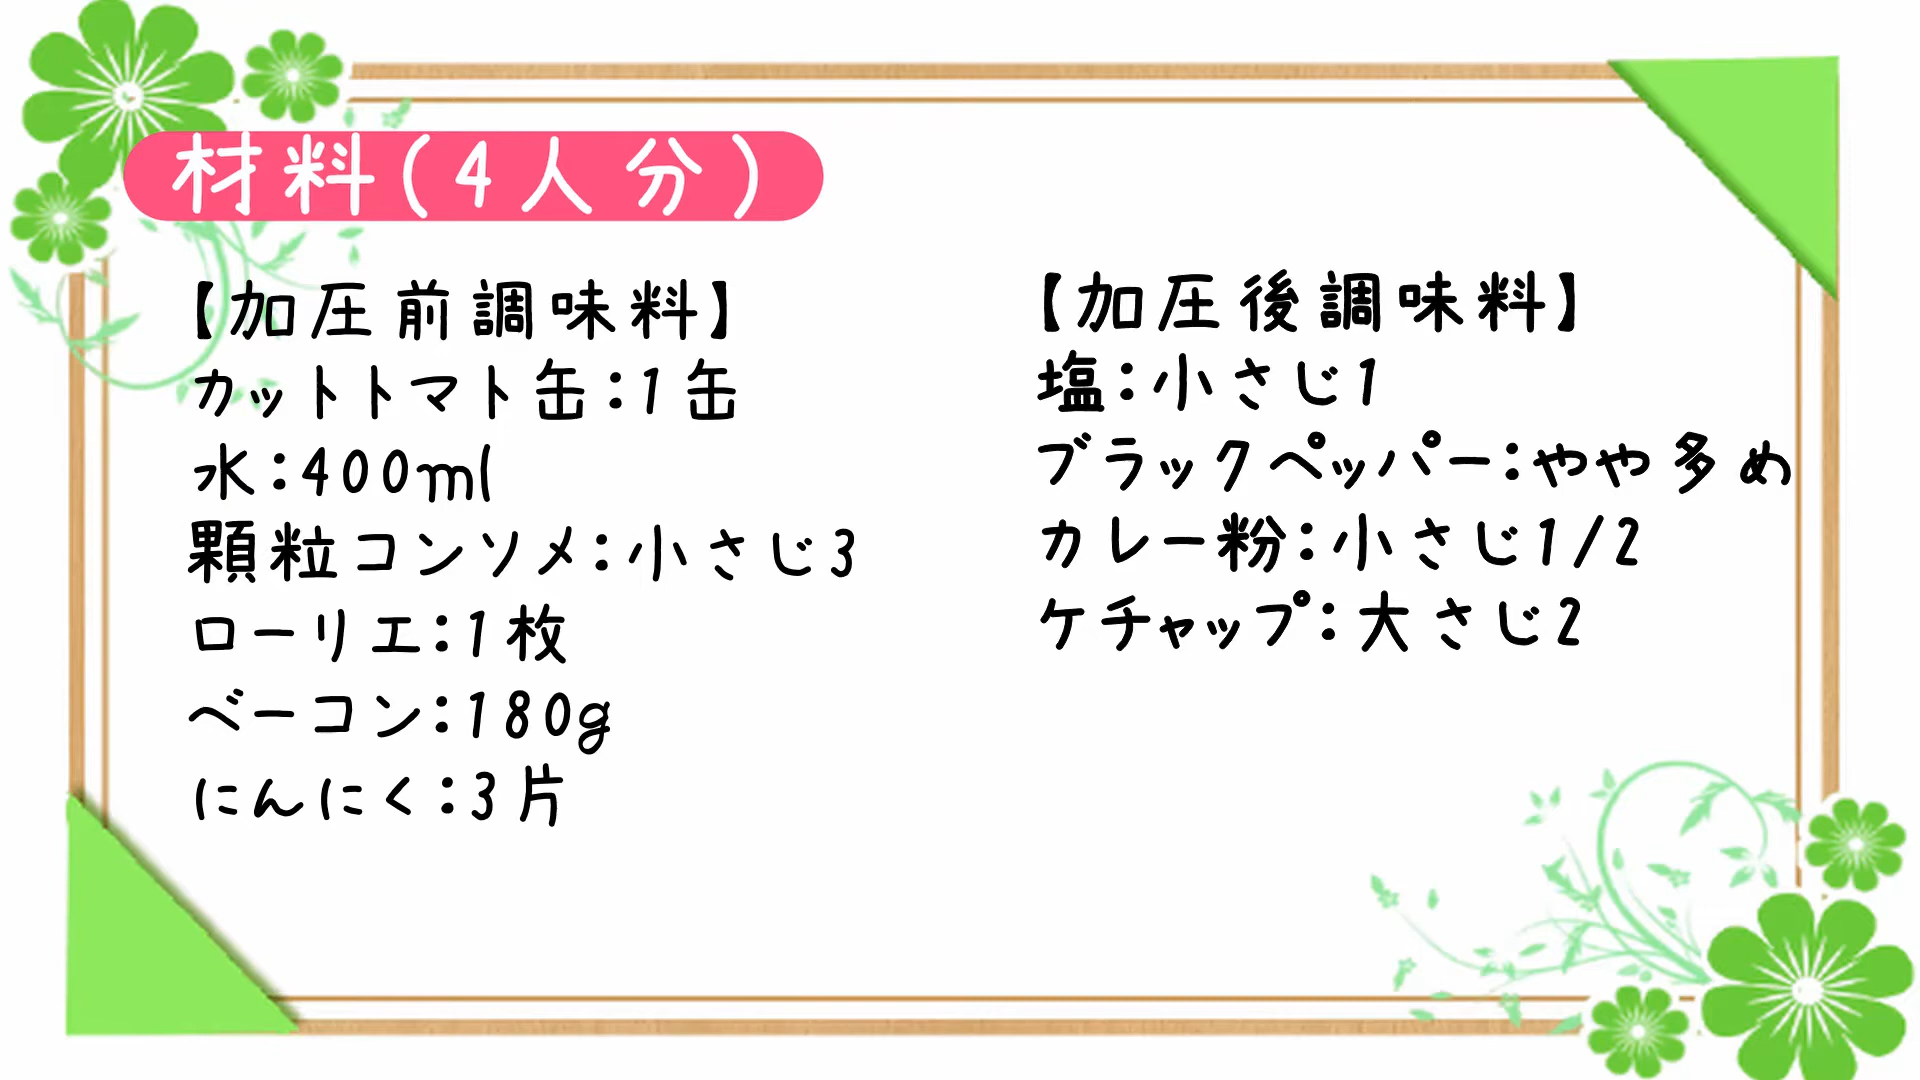 材料(4人分)
【加圧前調味料】
カットトマト缶:1缶
水:400ml
顆粒コンソメ:小さじ3
ローリエ:1枚
ベーコン:180g
にんにく:3片
【加圧後調味料】
塩:小さじ1
ブラックペッパー:やや多め
カレー粉:小さじ1/2
ケチャップ:大さじ2